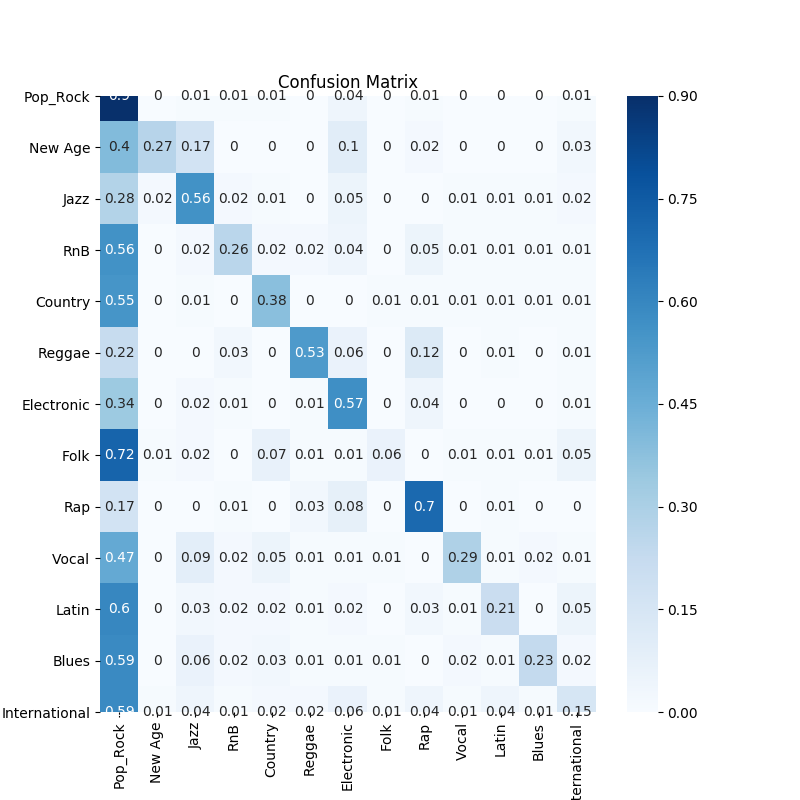 Confusion Matrix
Pop_Rock 0.9 0 0.01 0.01 0.01 0 0.04 0 0.01 0 0 0 0.01
New Age 0.4 0.27 0.17 0 0 0 0.1 0 0.02 0 0 0 0.03
Jazz 0.28 0.02 0.56 0.02 0.01 0 0.05 0 0 0.01 0.01 0.01 0.02
RnB 0.56 0 0.02 0.26 0.02 0.02 0.04 0 0.05 0.01 0.01 0.01 0.01
Country 0.55 0 0.01 0 0.38 0 0 0.01 0.01 0.01 0.01 0.01 0.01
Reggae 0.22 0 0 0.03 0 0.53 0.06 0 0.12 0 0.01 0 0.01
Electronic 0.34 0 0.02 0.01 0 0.01 0.57 0 0.04 0 0 0 0.01
Folk 0.72 0.01 0.02 0 0.07 0.01 0.01 0.06 0 0.01 0.01 0.01 0.05
Rap 0.17 0 0 0.01 0 0.03 0.08 0 0.7 0 0.01 0 0
Vocal 0.47 0 0.09 0.02 0.05 0.01 0.01 0.01 0 0.29 0.01 0.02 0.01
Latin 0.6 0 0.03 0.02 0.02 0.01 0.02 0 0.03 0.01 0.21 0 0.05
Blues 0.59 0 0.06 0.02 0.03 0.01 0.01 0.01 0 0.02 0.01 0.23 0.02
International 0.59 0.01 0.04 0.01 0.02 0.02 0.06 0.01 0.04 0.01 0.04 0.01 0.15
Pop_Rock
New Age
Jazz
RnB
Country
Reggae
Electronic
Folk
Rap
Vocal
Latin
Blues
ternational
0.90
0.75
0.60
0.45
0.30
0.15
0.00